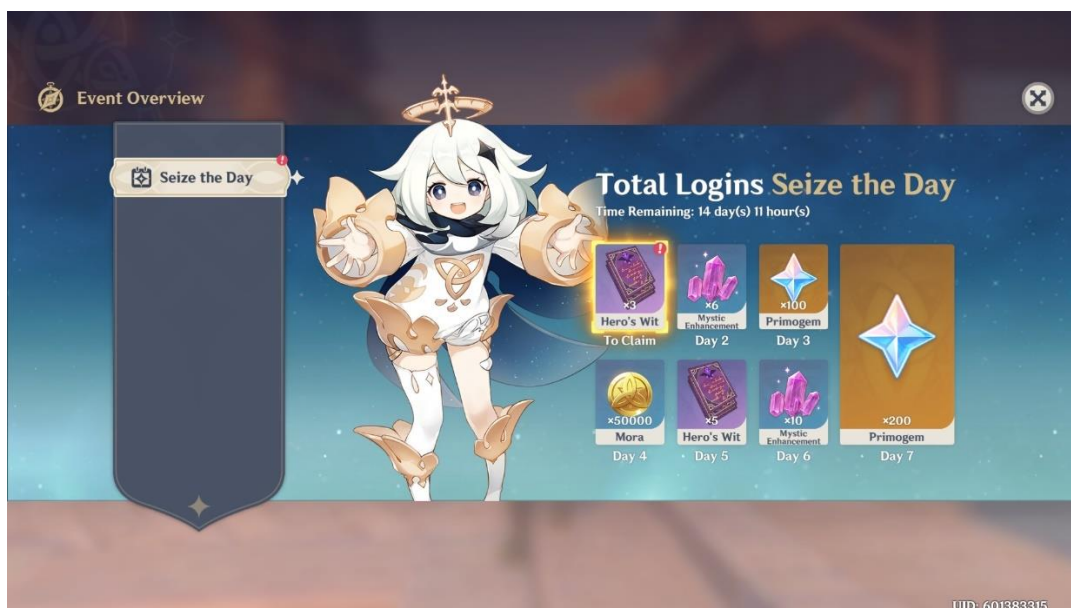 Event Overview
Seize the Day
Total Logins Seize the Day
Time Remaining: 14 day(s) 11 hour(s)
×3
Hero's Wit
To Claim
×6
Mystic
Enhancement
Day 2
×100
Primogem
Day 3
×50000
Mora
Day 4
×5
Hero's Wit
Day 5
×10
Mystic
Enhancement
Day 6
×200
Primogem
Day 7
UID: 601383315